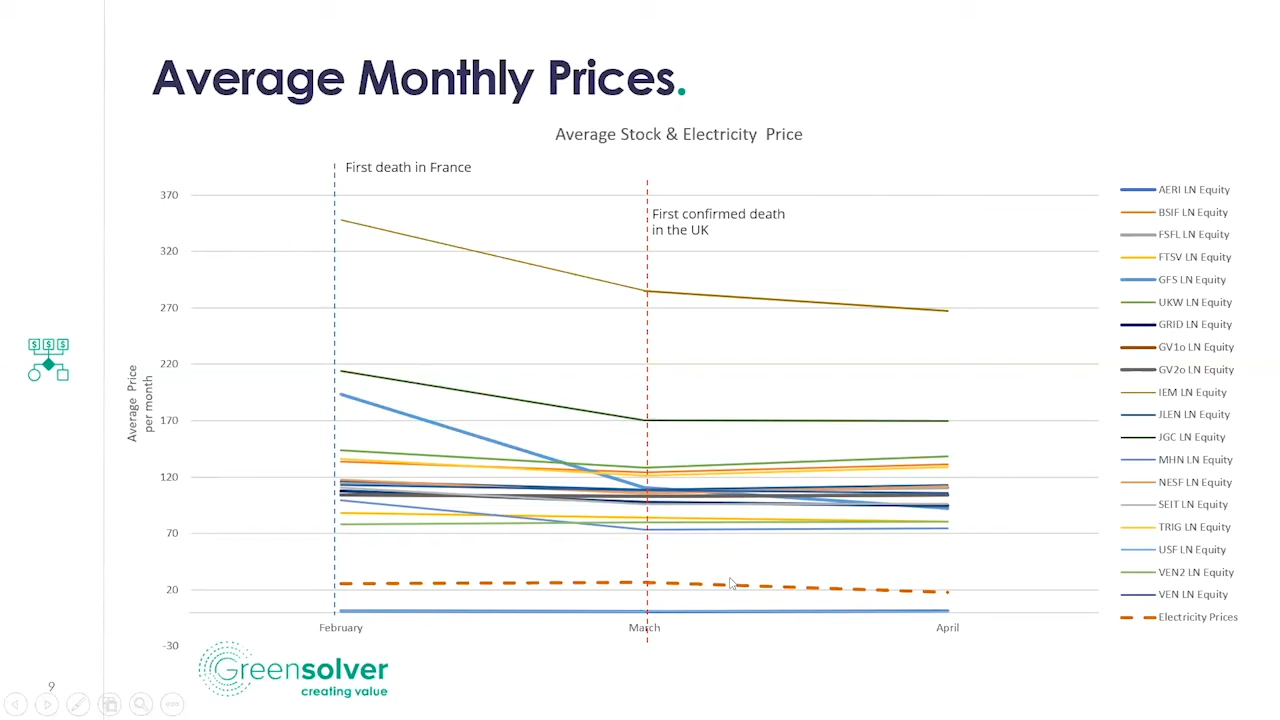 Average Monthly Prices.
Average Stock & Electricity Price
First death in France
First confirmed death
in the UK
370
320
270
220
170
120
70
20
-30
Average Price
per month
February
March
April
AERI LN Equity
BSIF LN Equity
FSFL LN Equity
FTSV LN Equity
GFS LN Equity
UKW LN Equity
GRID LN Equity
GV1o LN Equity
GV2o LN Equity
IEM LN Equity
JLEN LN Equity
JGC LN Equity
MHN LN Equity
NESF LN Equity
SEIT LN Equity
TRIG LN Equity
USF LN Equity
VEN2 LN Equity
VEN LN Equity
Electricity Prices
$ $ $
Greensolver
creating value
9